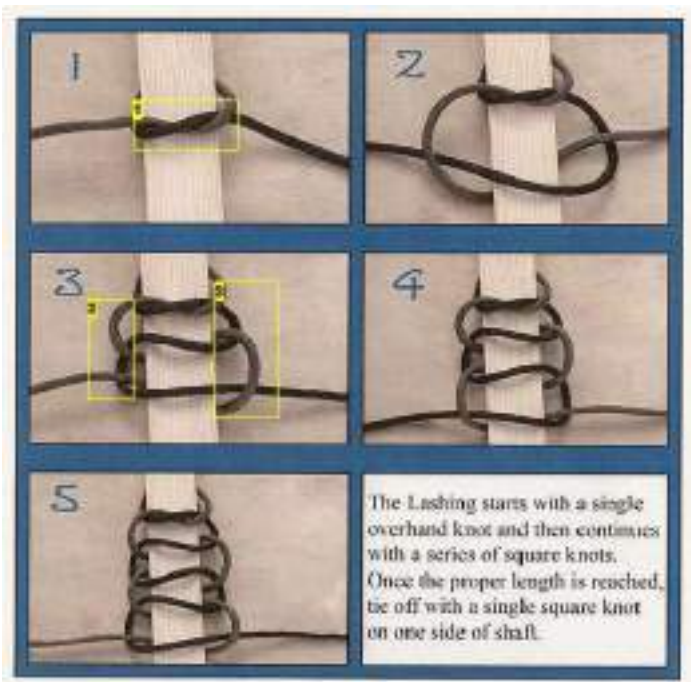 1
2
3
4
5
The Lashing starts with a single
overhand knot and then continues
with a series of square knots.
Once the proper length is reached,
tie off with a single square knot
on one side of shaft.